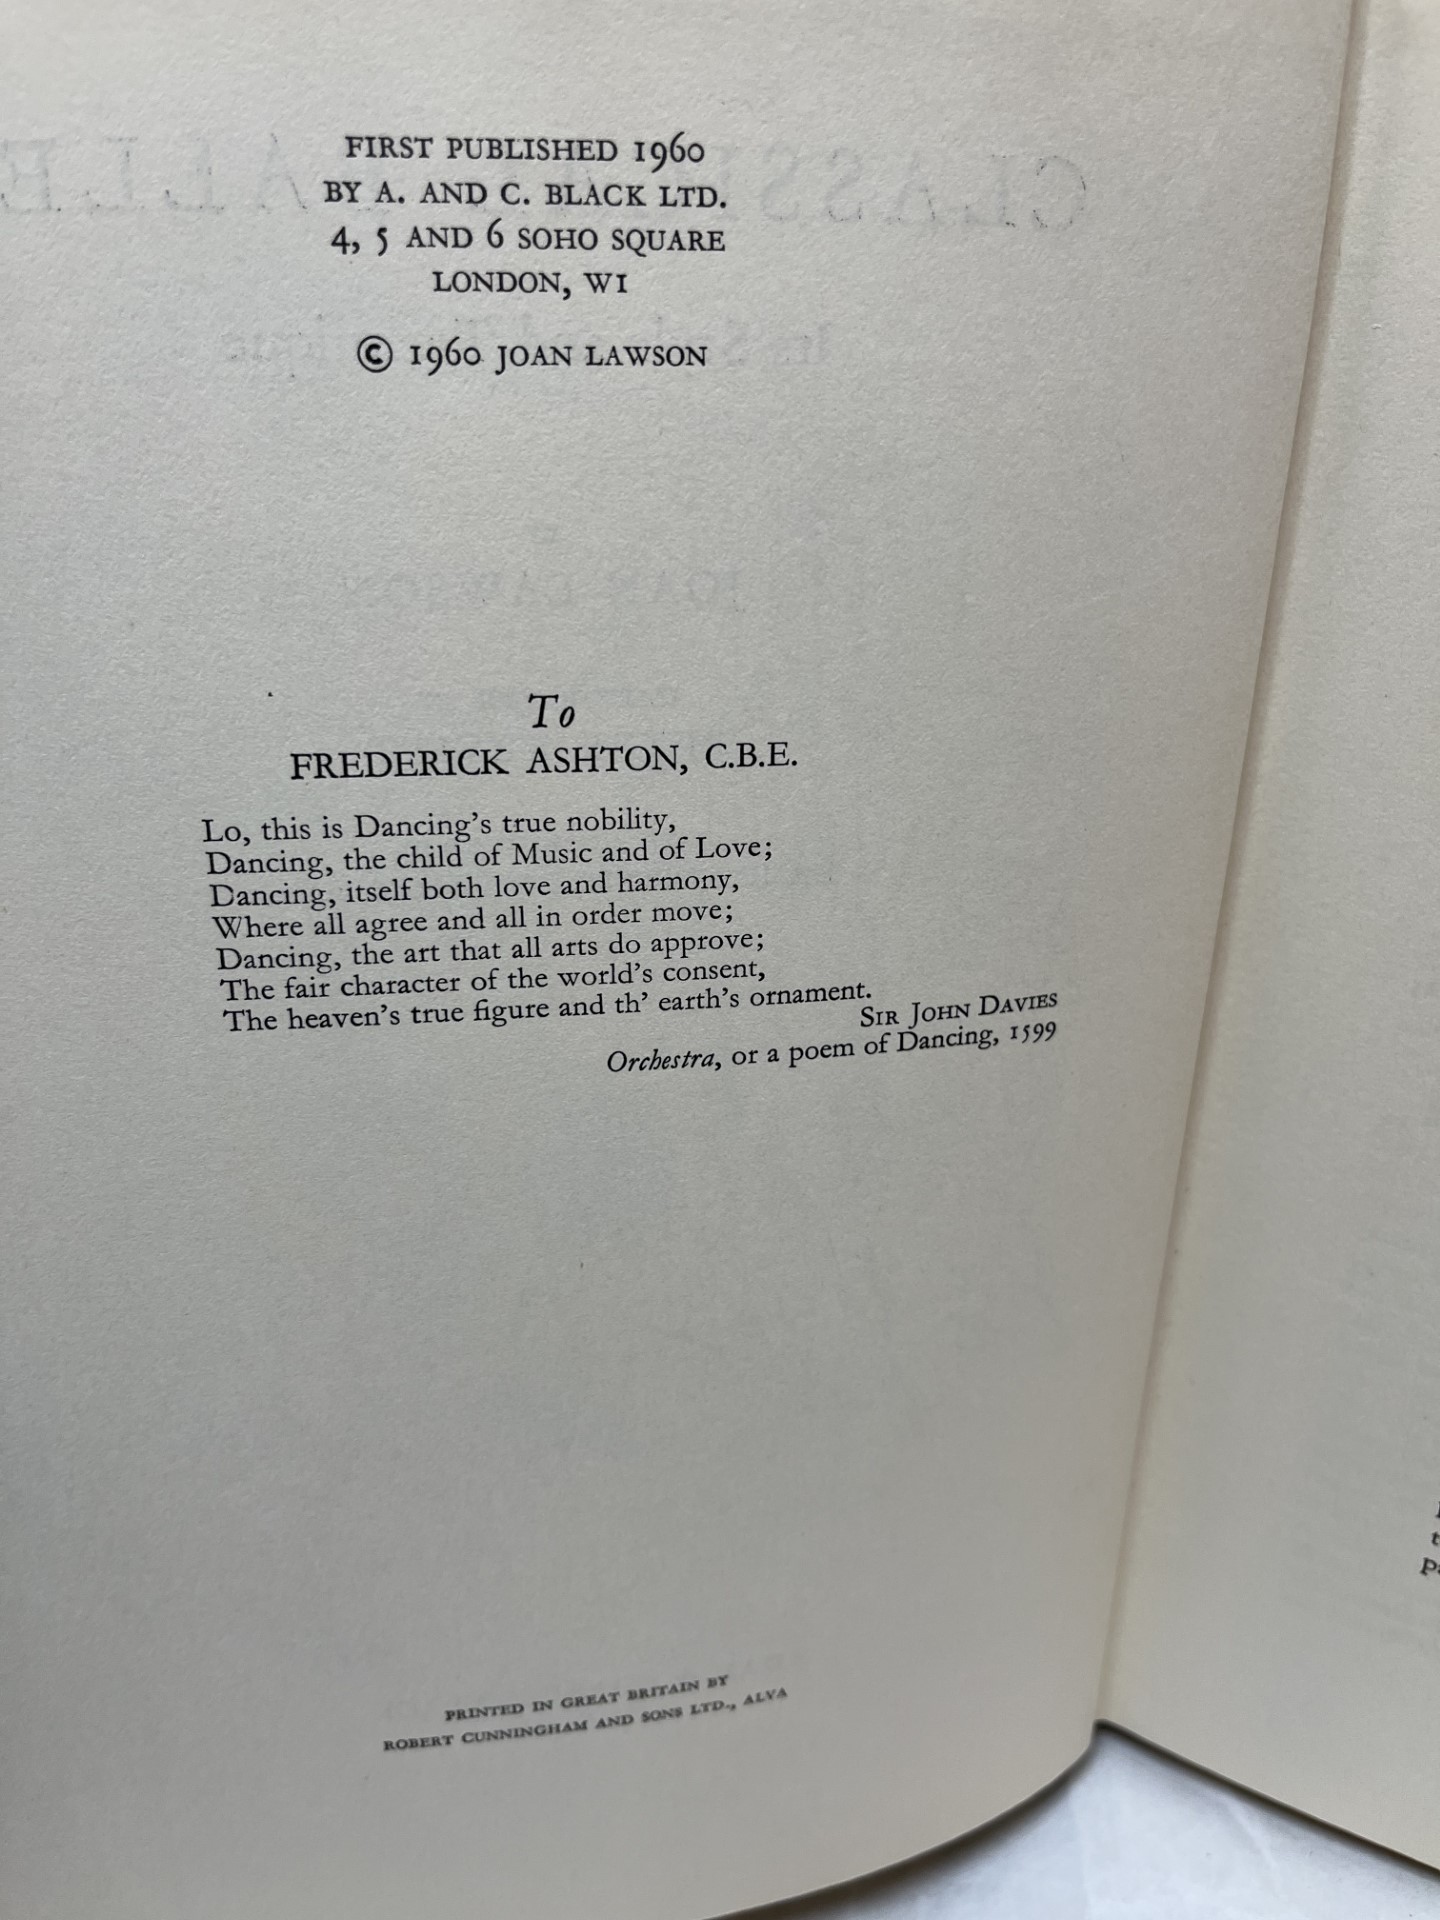 FIRST PUBLISHED 1960
BY A. AND C. BLACK LTD.
4, 5 AND 6 SOHO SQUARE
LONDON, W1
© 1960 JOAN LAWSON
To
FREDERICK ASHTON, C.B.E.
Lo, this is Dancing's true nobility,
Dancing, the child of Music and of Love;
Dancing, itself both love and harmony,
Where all agree and all in order move;
Dancing, the art that all arts do approve;
The fair character of the world's consent,
The heaven's true figure and th' earth's ornament.
SIR JOHN DAVIES
Orchestra, or a poem of Dancing, 1599
PRINTED IN GREAT BRITAIN BY
ROBERT CUNNINGHAM AND SONS LTD., ALVA